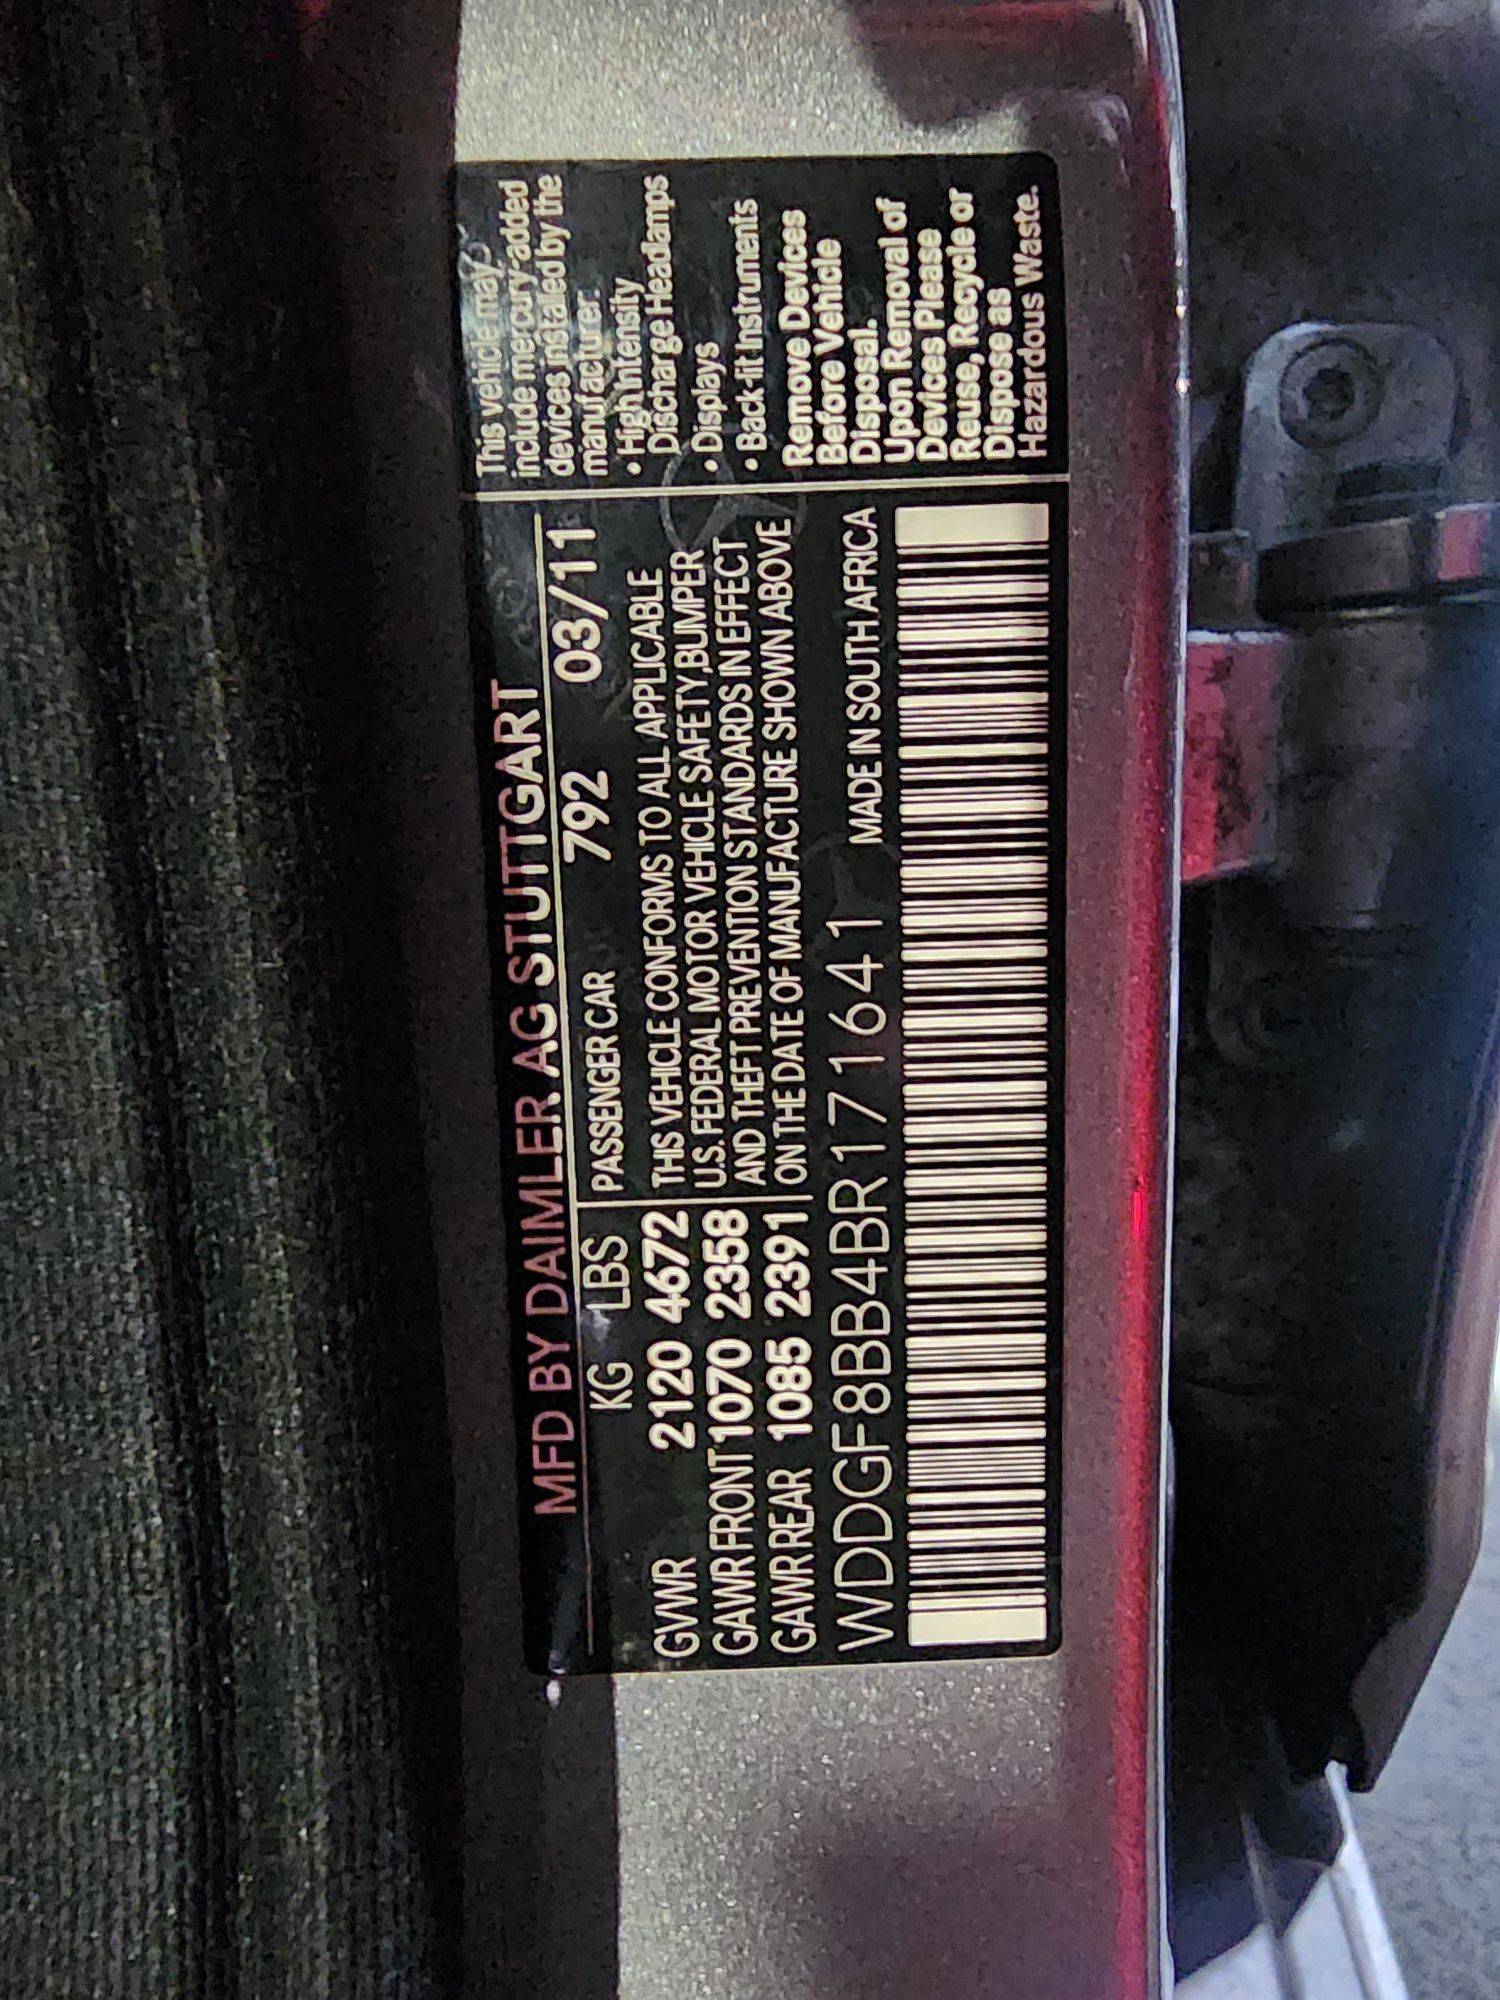 MFD BY DAIMLER AG STUTTGART
KG LBS PASSENGER CAR 792 03/11
GVWR 2120 4672
GAWR FRONT 1070 2358
GAWR REAR 1085 2391
THIS VEHICLE CONFORMS TO ALL APPLICABLE
U.S. FEDERAL MOTOR VEHICLE SAFETY, BUMPER
AND THEFT PREVENTION STANDARDS IN EFFECT
ON THE DATE OF MANUFACTURE SHOWN ABOVE
WDDGF8BB4BR171641 MADE IN SOUTH AFRICA
This vehicle may
include mercury-added
devices installed by the
manufacturer:
• High Intensity
Discharge Headlamps
• Displays
• Back-lit Instruments
Remove Devices
Before Vehicle
Disposal.
Upon Removal of
Devices Please
Reuse, Recycle or
Dispose as
Hazardous Waste.